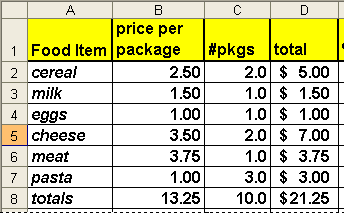 A B C D
1 Food Item price per package #pkgs total
2 cereal 2.50 2.0 $ 5.00
3 milk 1.50 1.0 $ 1.50
4 eggs 1.00 1.0 $ 1.00
5 cheese 3.50 2.0 $ 7.00
6 meat 3.75 1.0 $ 3.75
7 pasta 1.00 3.0 $ 3.00
8 totals 13.25 10.0 $21.25